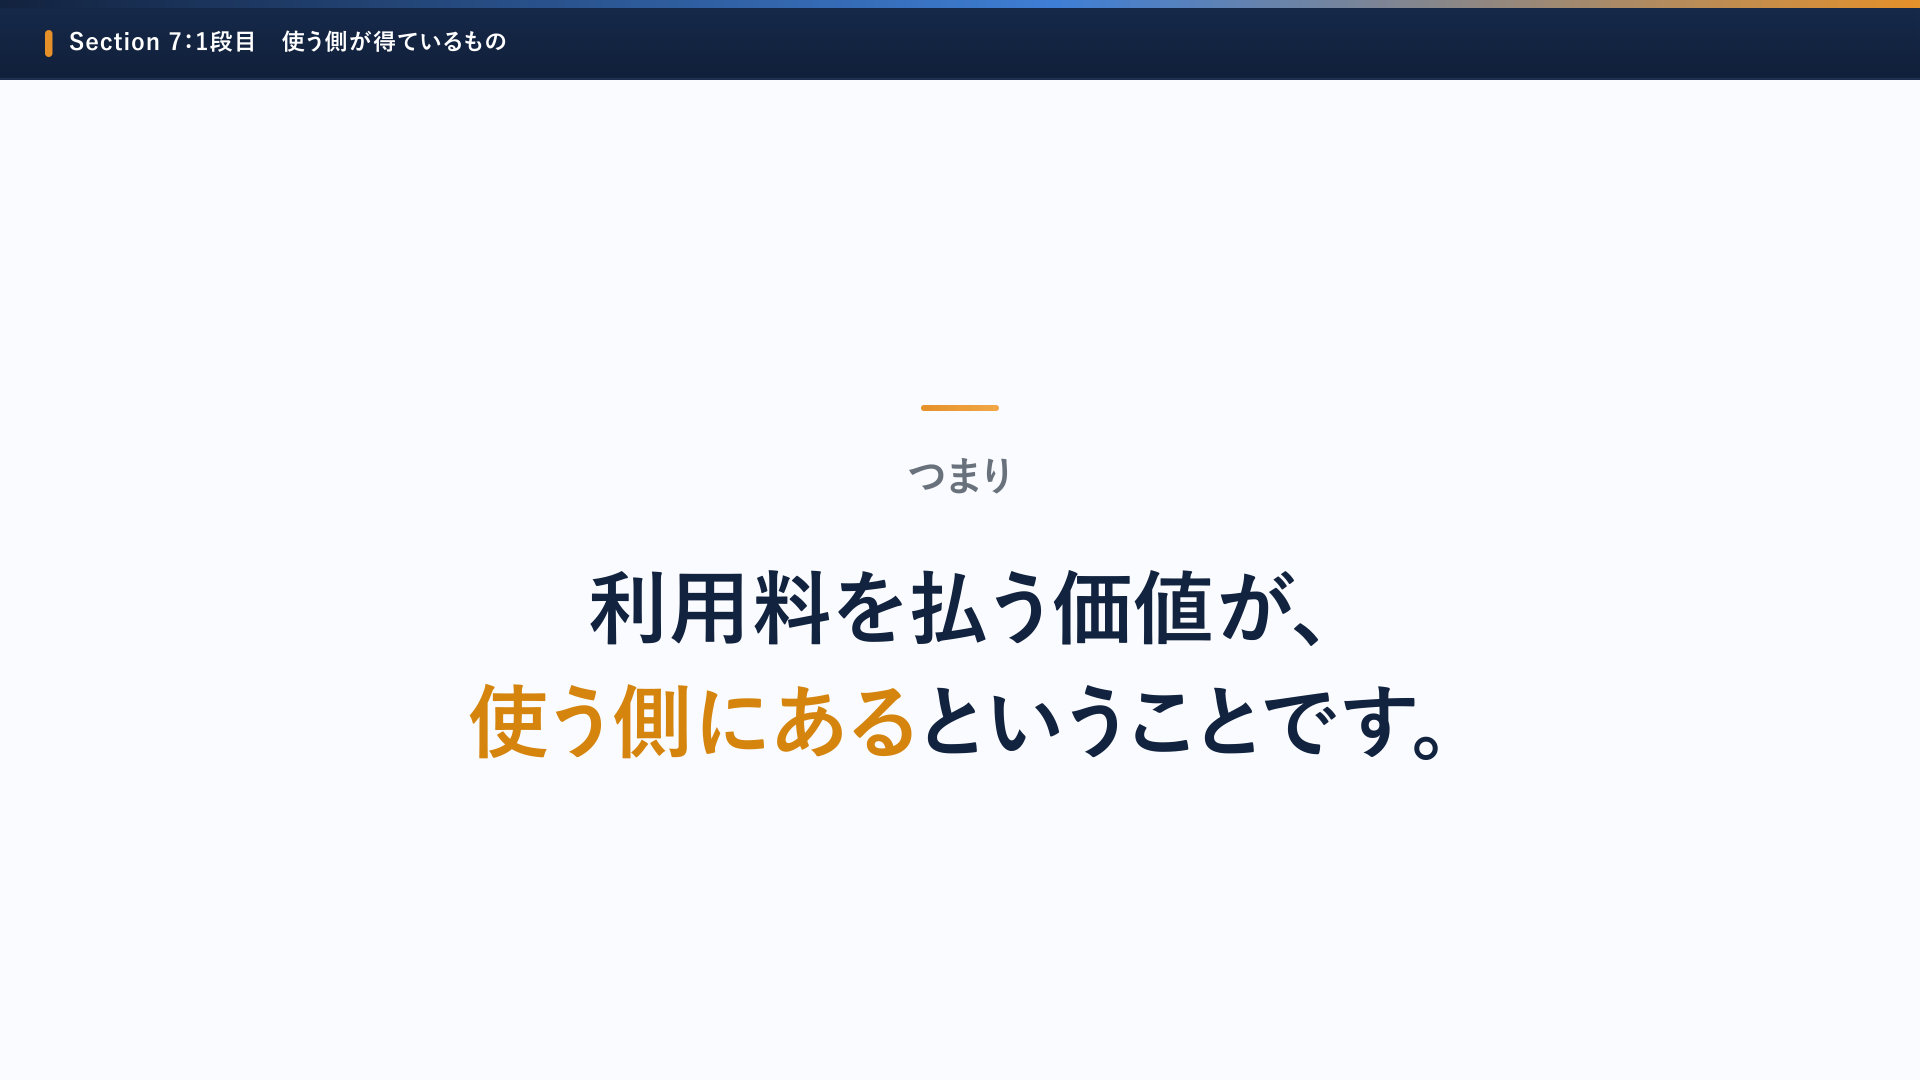 Section 7：1段目　使う側が得ているもの
つまり
利用料を払う価値が、
使う側にあるということです。